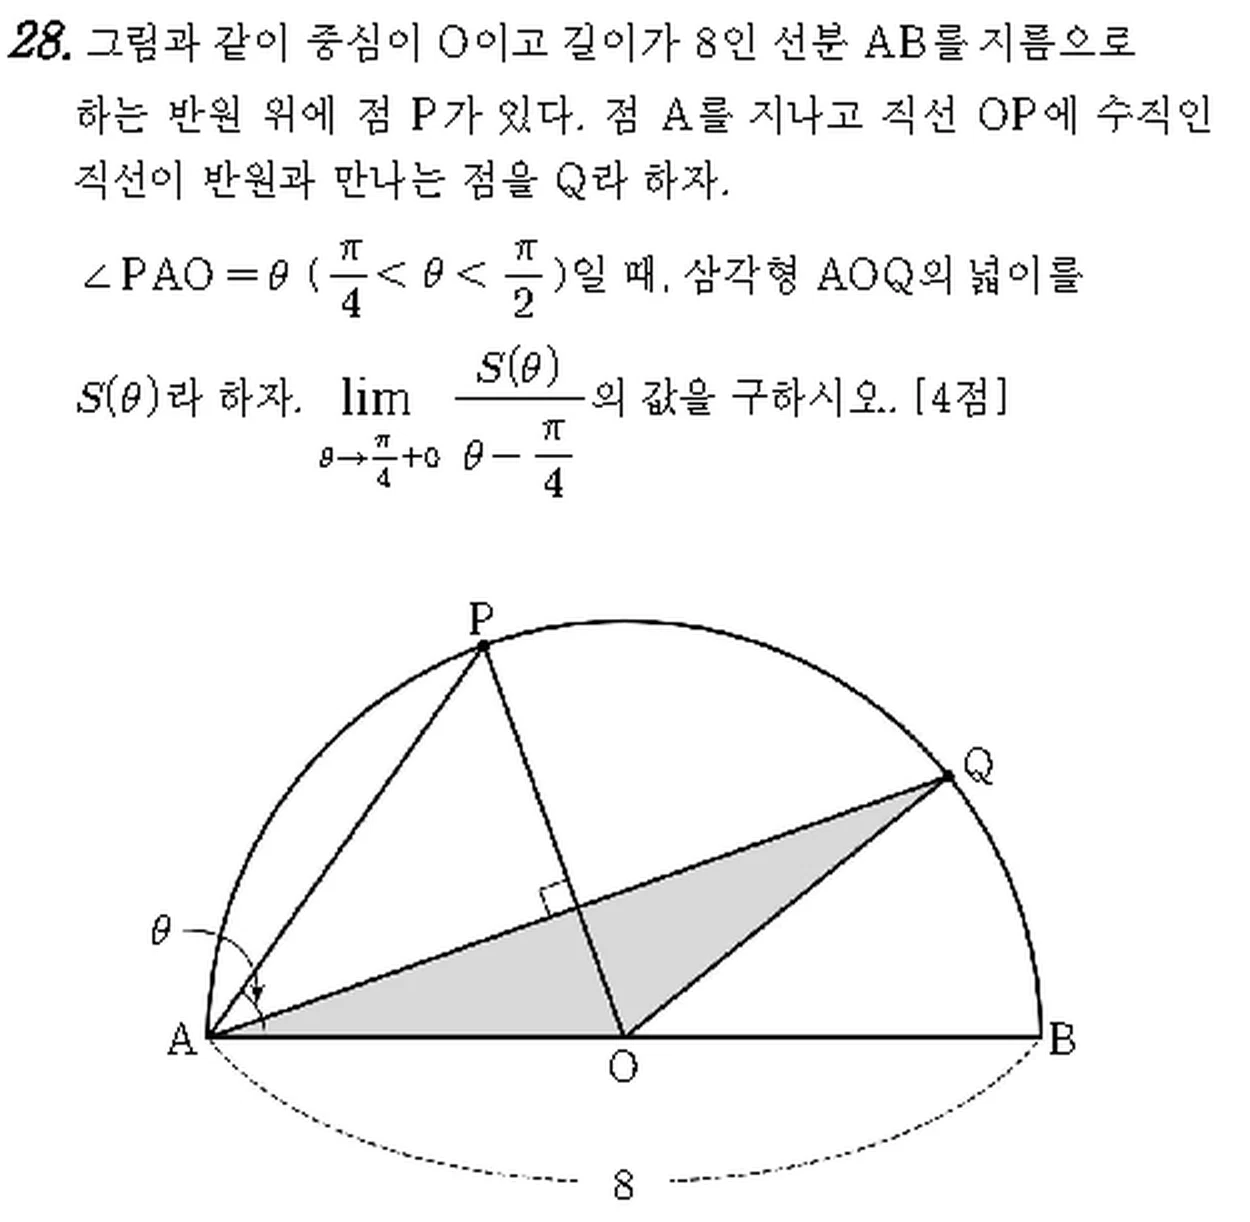 28. 그림과 같이 중심이 O이고 길이가 8인 선분 AB를 지름으로
하는 반원 위에 점 P가 있다. 점 A를 지나고 직선 OP에 수직인
직선이 반원과 만나는 점을 Q라 하자.
∠PAO = θ (π/4 < θ < π/2)일 때, 삼각형 AOQ의 넓이를
S(θ)라 하자. lim θ→π/4+0 S(θ)/(θ − π/4)의 값을 구하시오. [4점]
P
Q
θ
A
O
B
8